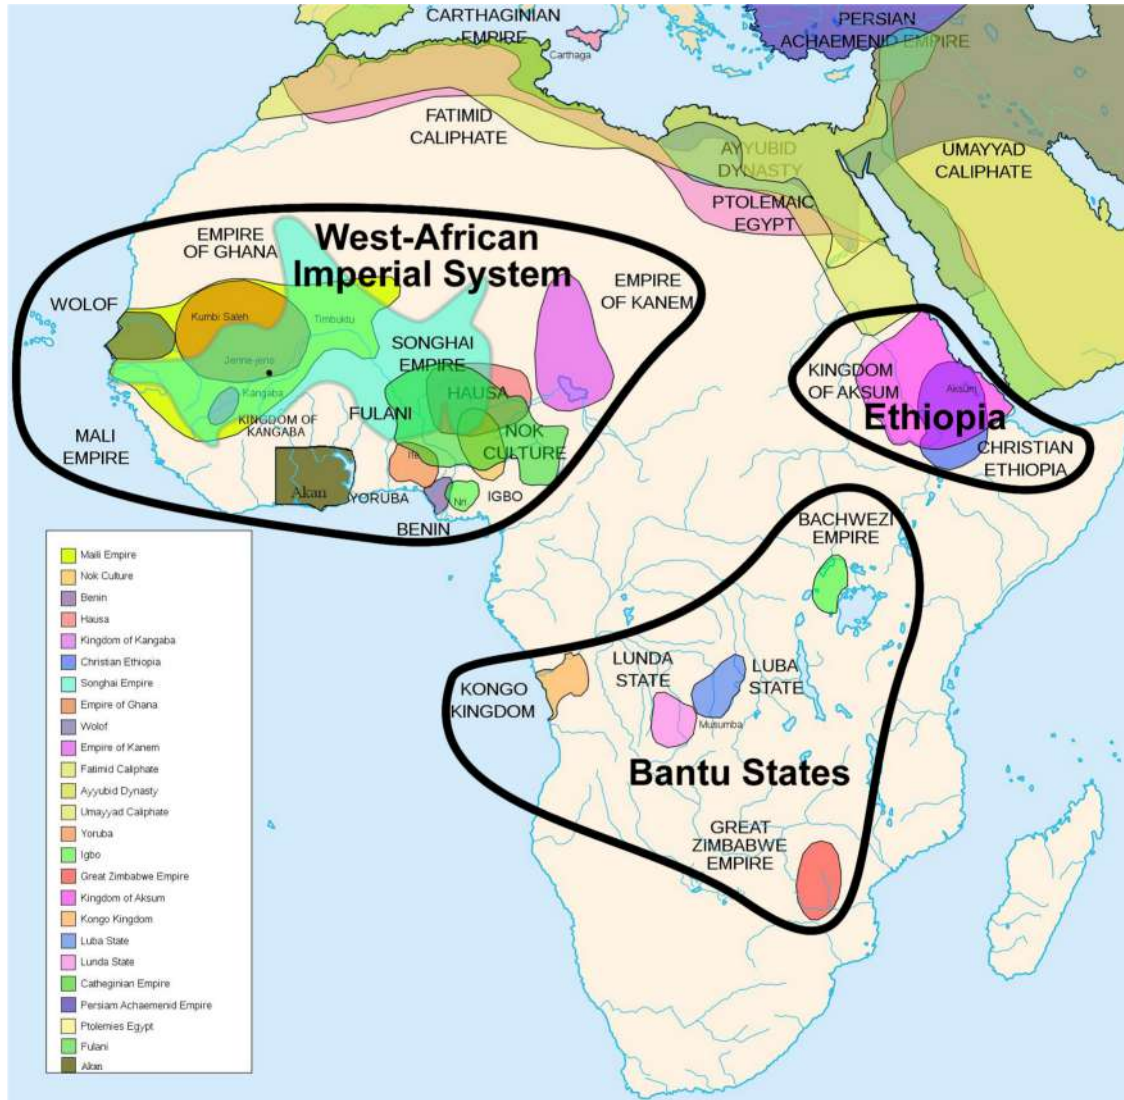 CARTHAGINIAN
EMPIRE
Carthaga
PERSIAN
ACHAEMENID EMPIRE
FATIMID
CALIPHATE
AYYUBID
DYNASTY
UMAYYAD
CALIPHATE
PTOLEMAIC
EGYPT
West-African
Imperial System
EMPIRE
OF GHANA
EMPIRE
OF KANEM
WOLOF
Kumbi Saleh
Timbuktu
SONGHAI
EMPIRE
Jenne-jeno
Kangaba
HAUSA
KINGDOM OF
KANGABA
FULANI
NOK
CULTURE
MALI
EMPIRE
Ife
Akan
YORUBA
Nri
IGBO
BENIN
KINGDOM
OF AKSUM
Aksum
Ethiopia
CHRISTIAN
ETHIOPIA
BACHWEZI
EMPIRE
LUNDA
STATE
LUBA
STATE
KONGO
KINGDOM
Musumba
Bantu States
GREAT
ZIMBABWE
EMPIRE
Maili Empire
Nok Culture
Benin
Hausa
Kingdom of Kangaba
Christian Ethiopia
Songhai Empire
Empire of Ghana
Wolof
Empire of Kanem
Fatimid Caliphate
Ayyubid Dynasty
Umayyad Caliphate
Yoruba
Igbo
Great Zimbabwe Empire
Kingdom of Aksum
Kongo Kingdom
Luba State
Lunda State
Catheginian Empire
Persiam Achaemenid Empire
Ptolemies Egypt
Fulani
Akan